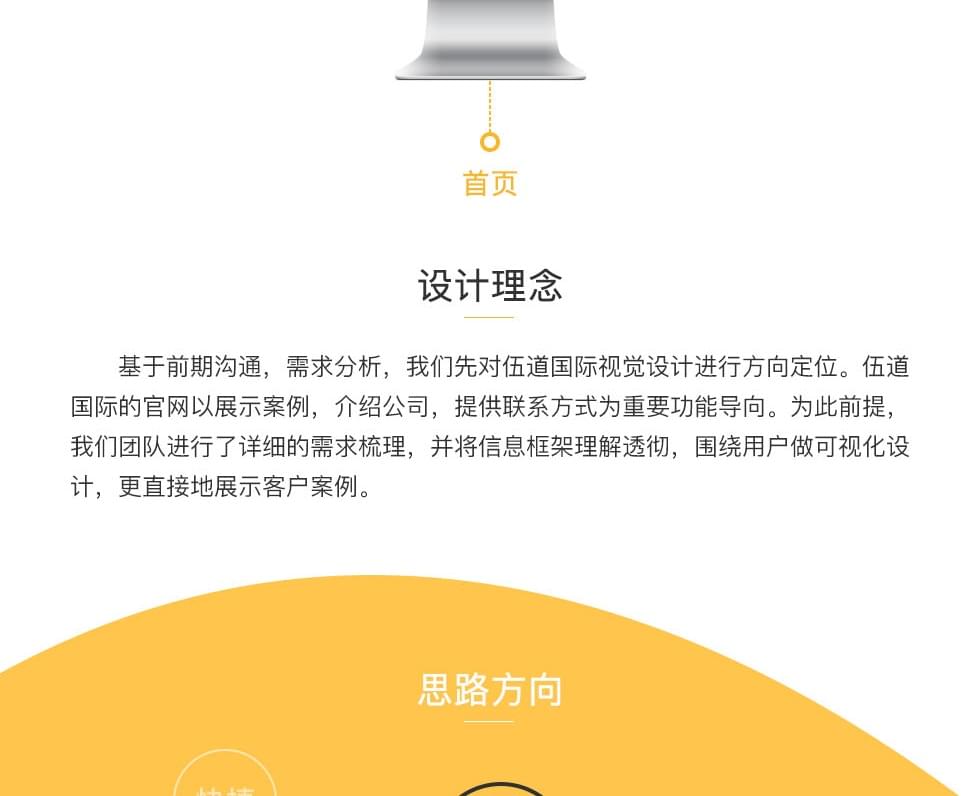 首页
设计理念
基于前期沟通，需求分析，我们先对伍道国际视觉设计进行方向定位。伍道
国际的官网以展示案例，介绍公司，提供联系方式为重要功能导向。为此前提，
我们团队进行了详细的需求梳理，并将信息框架理解透彻，围绕用户做可视化设
计，更直接地展示客户案例。
思路方向